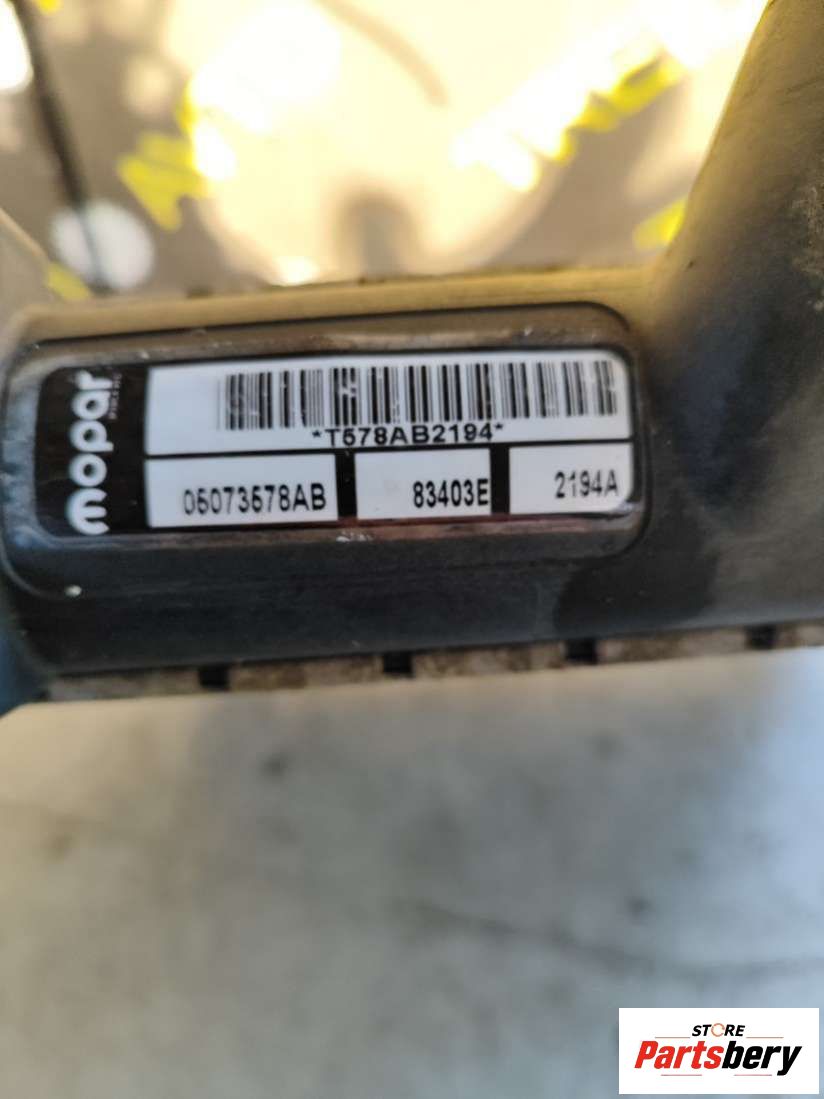 mopar
*T578AB2194*
05073578AB
83403E
2194A
STORE
Partsbery